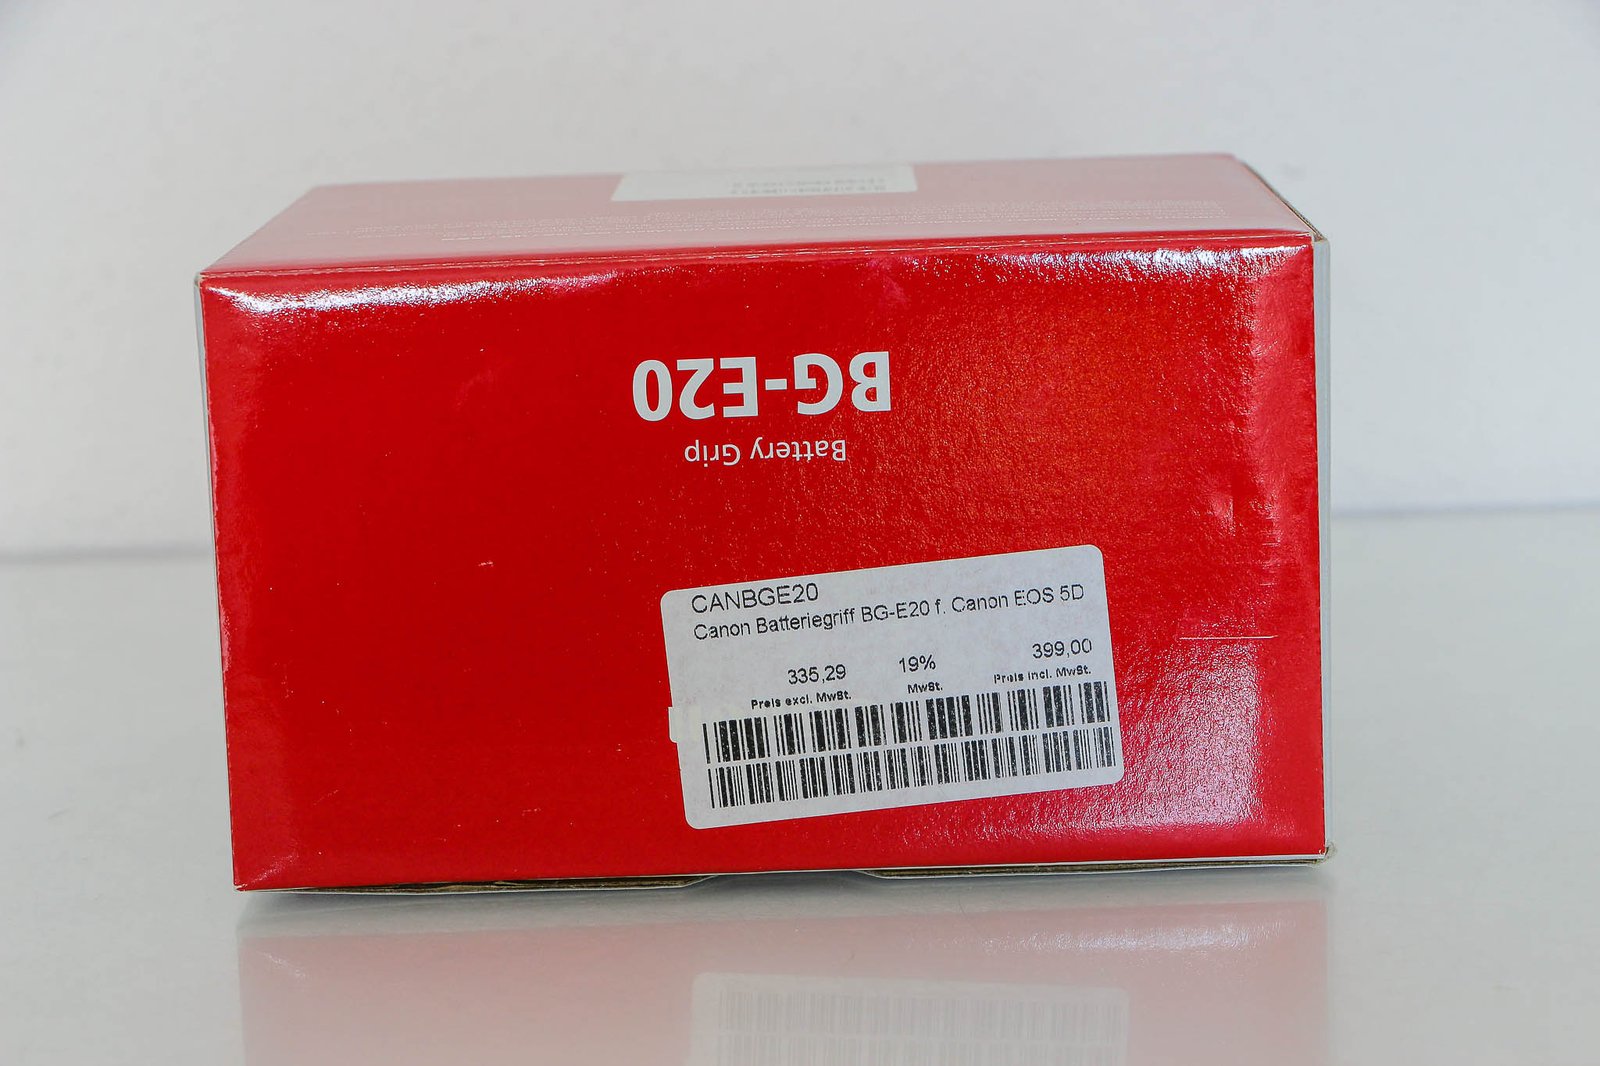 BG-E20
Battery Grip
CANBGE20
Canon Batteriegriff BG-E20 f. Canon EOS 5D
335,29 19% 399,00
Preis excl. MwSt. MwSt. Preis incl. MwSt.